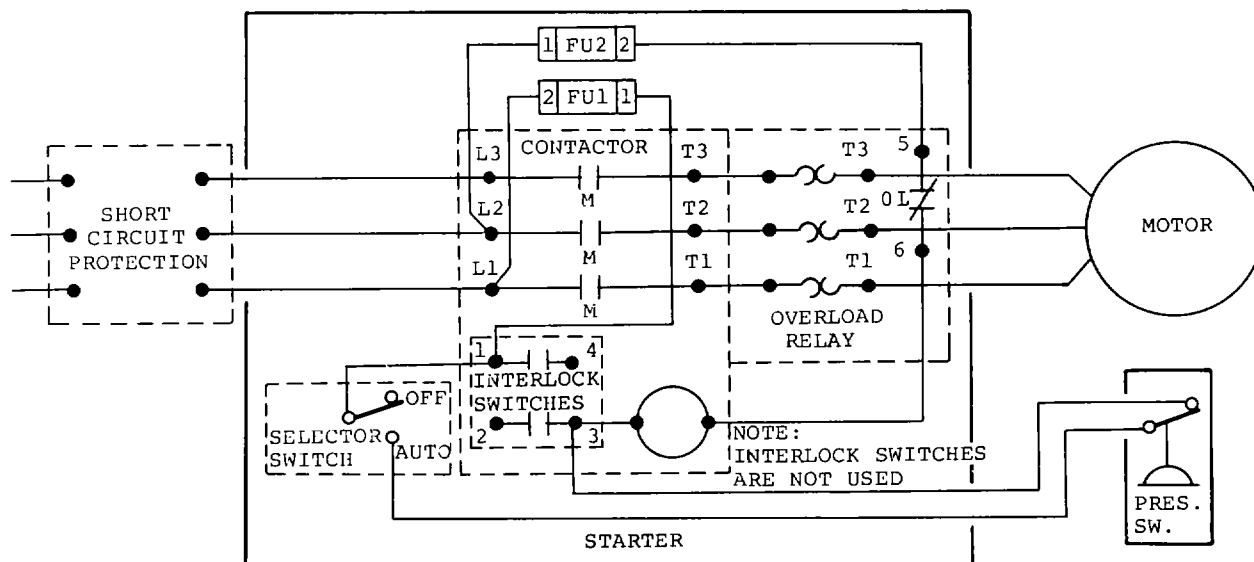 1 FU2 2
2 FU1 1
CONTACTOR
L3
T3
T3
5
M
SHORT
CIRCUIT
PROTECTION
L2
T2
T2
OL
M
6
L1
T1
T1
M
OVERLOAD
RELAY
MOTOR
1
4
INTERLOCK
SWITCHES
2
3
OFF
SELECTOR
SWITCH
AUTO
NOTE:
INTERLOCK SWITCHES
ARE NOT USED
PRES.
SW.
STARTER